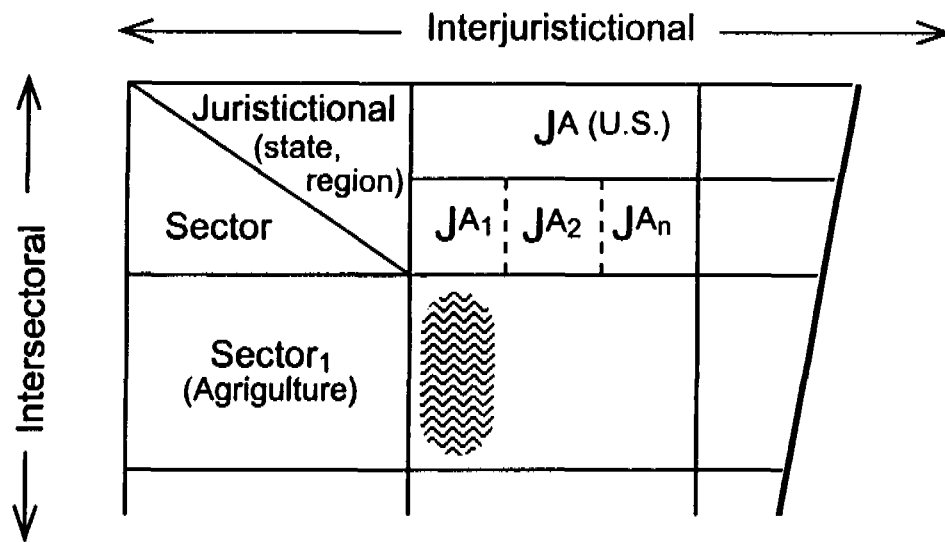 Interjuristictional
Intersectoral
Juristictional
(state,
region)
Sector
JA (U.S.)
JA1 JA2 JAn
Sector1
(Agrigulture)